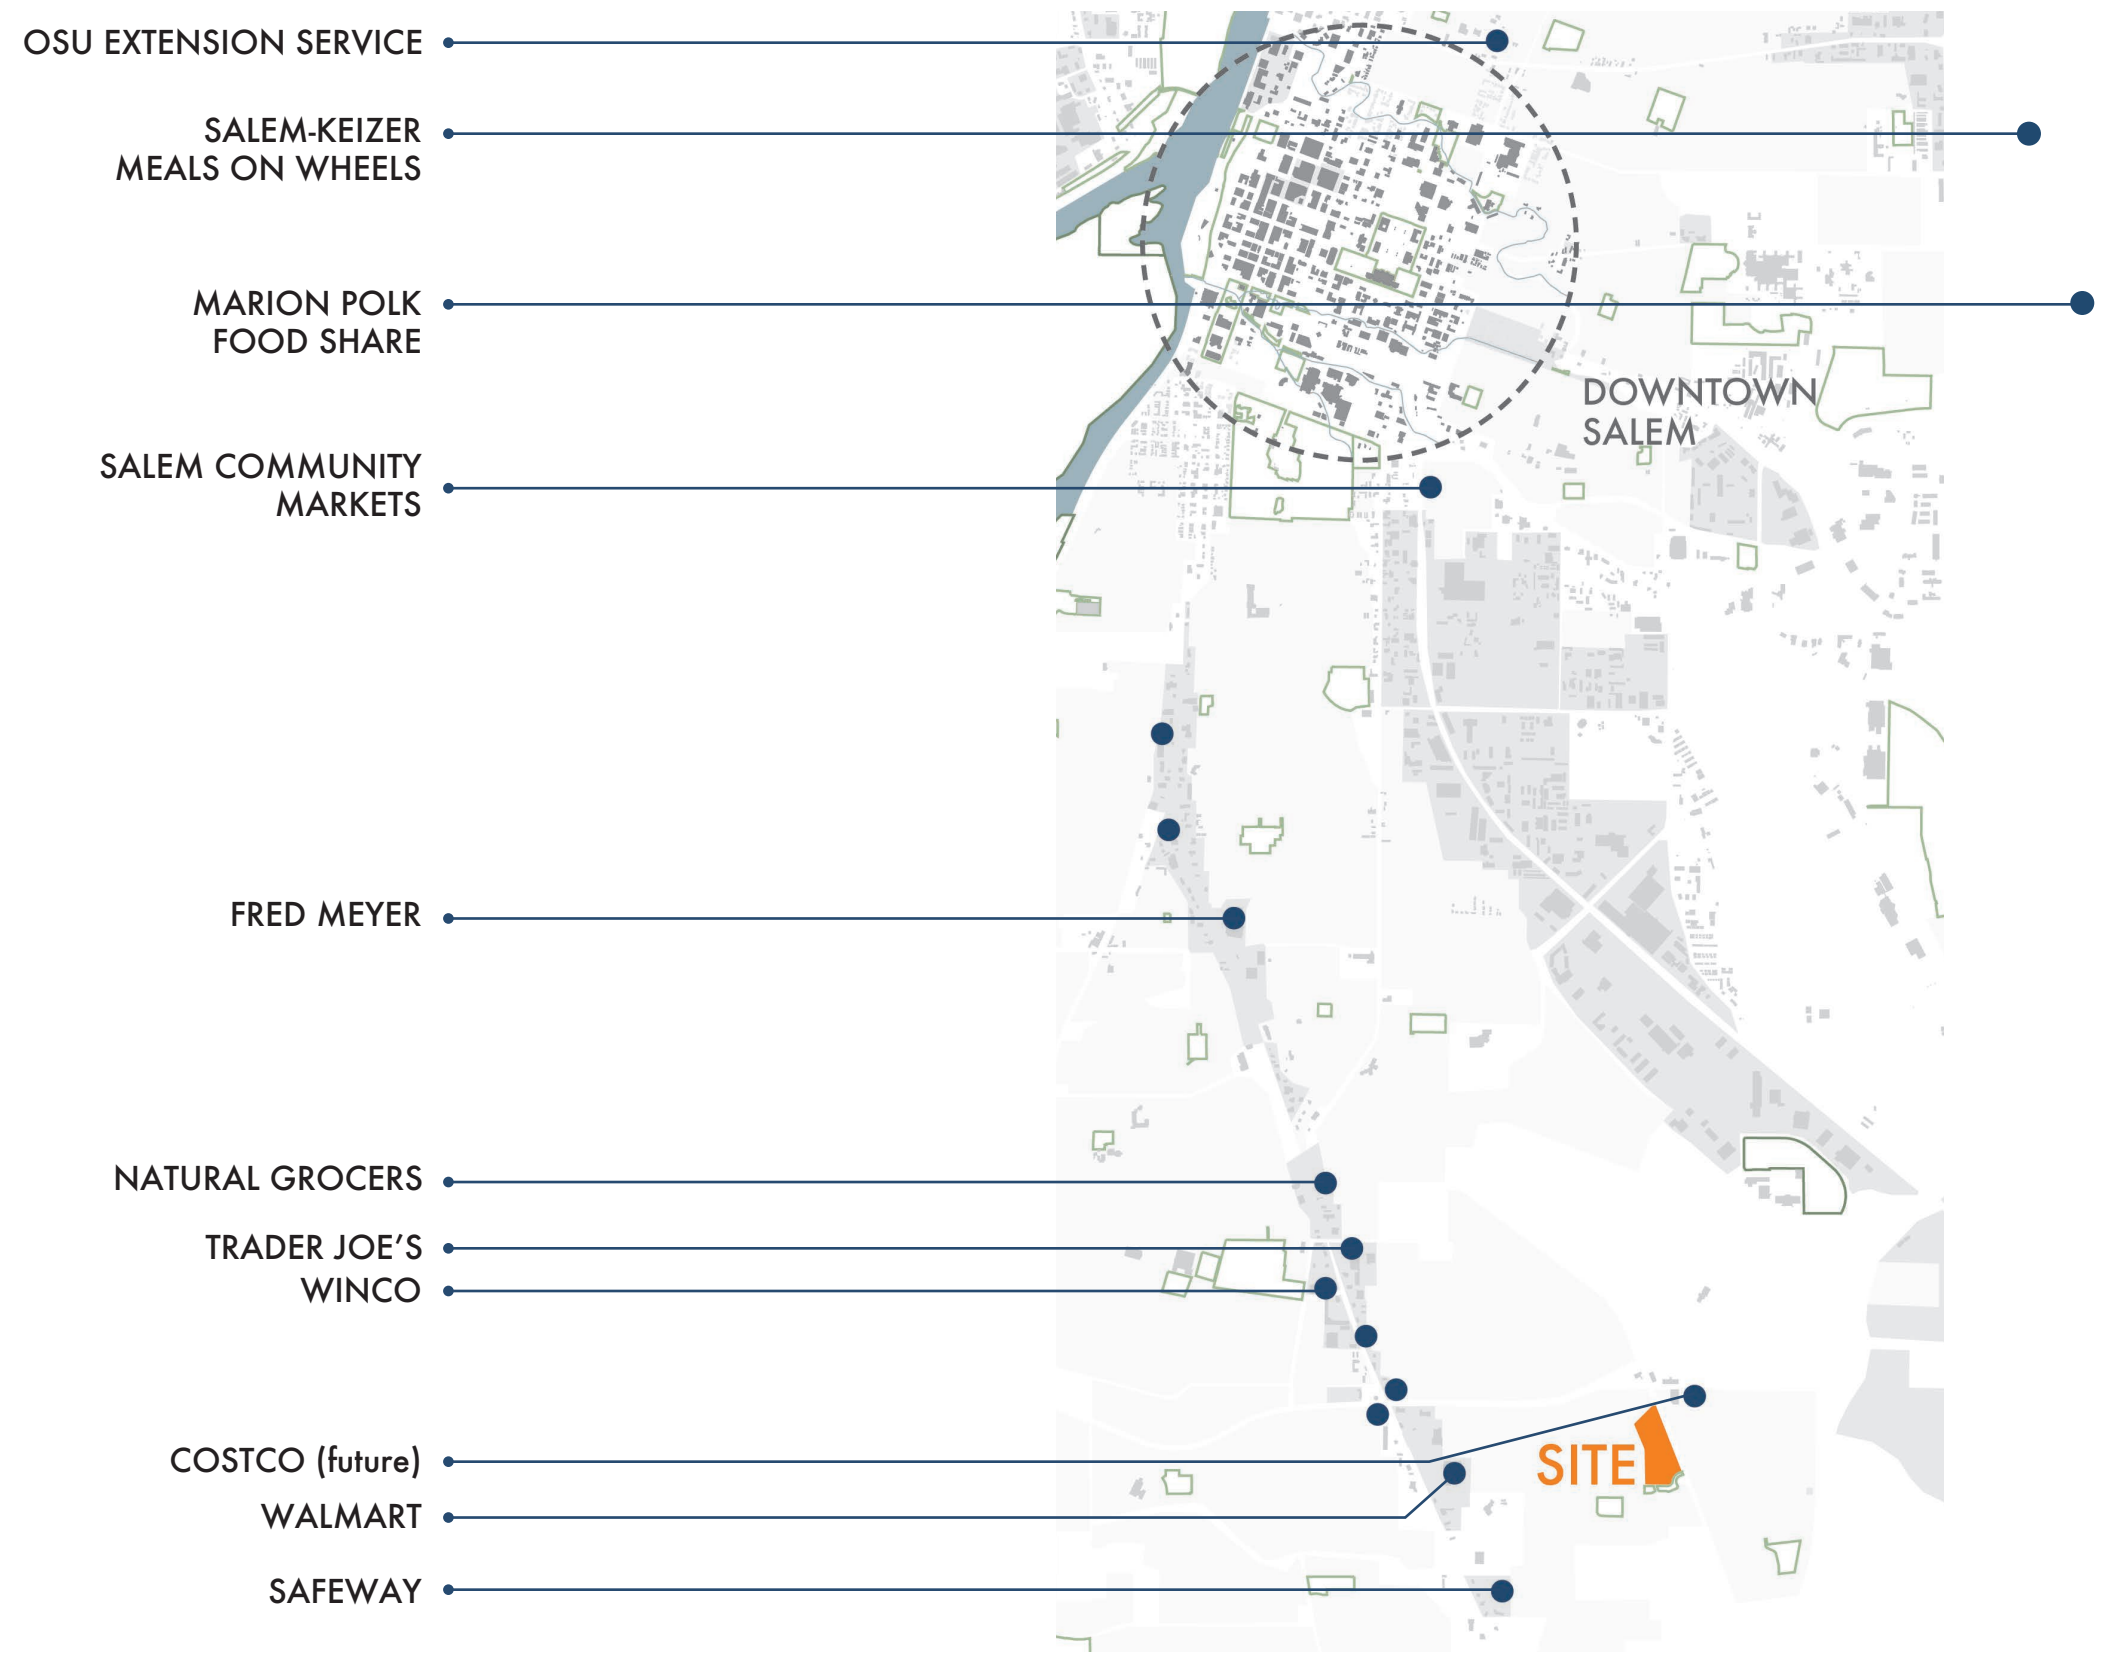 OSU EXTENSION SERVICE
SALEM-KEIZER
MEALS ON WHEELS
MARION POLK
FOOD SHARE
DOWNTOWN
SALEM
SALEM COMMUNITY
MARKETS
FRED MEYER
NATURAL GROCERS
TRADER JOE'S
WINCO
COSTCO (future)
SITE
WALMART
SAFEWAY